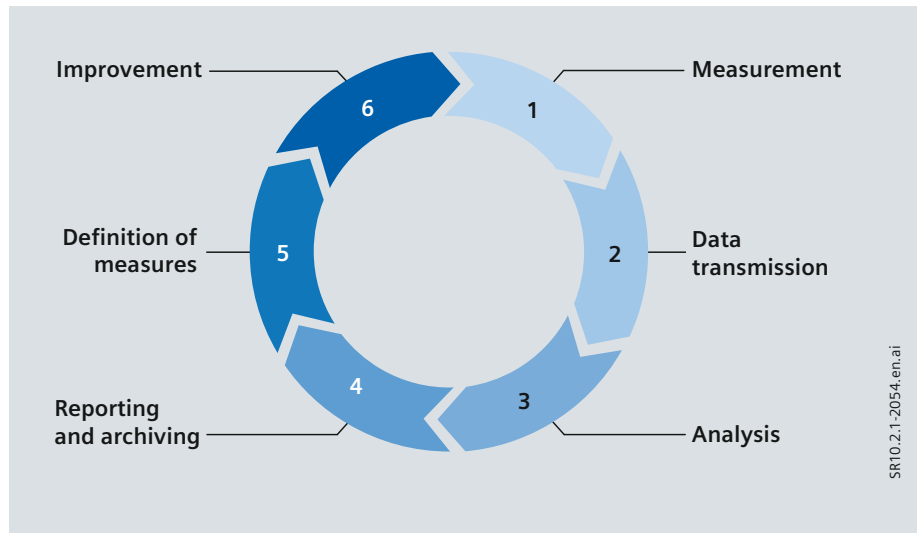 Improvement
6
1
Measurement
Definition of
measures
5
2
Data
transmission
Reporting
and archiving
4
3
Analysis
SR10.2.1-2054.en.ai